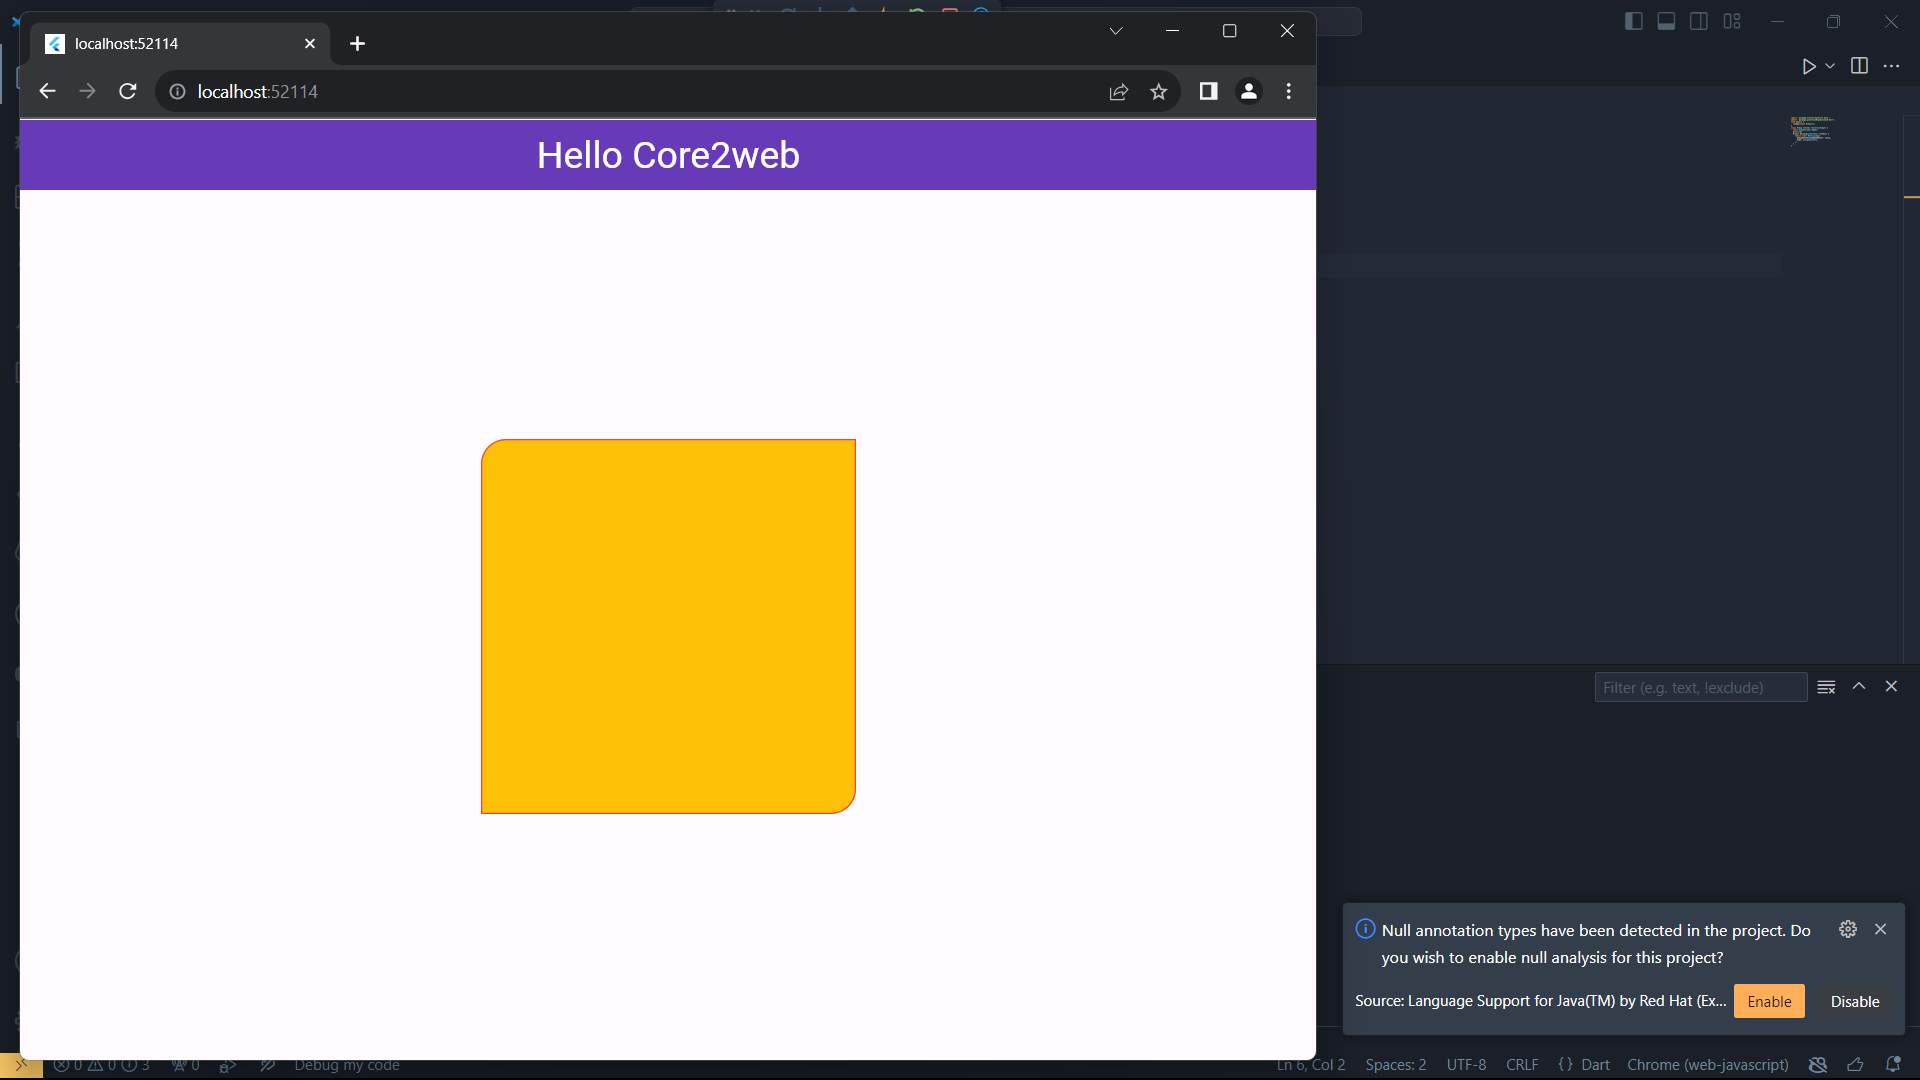 localhost:52114
localhost:52114
Hello Core2web
Filter (e.g. text, !exclude)
Null annotation types have been detected in the project. Do
you wish to enable null analysis for this project?
Source: Language Support for Java(TM) by Red Hat (Ex...
Enable
Disable
0 0 3 0 Debug my code
Ln 6, Col 2 Spaces: 2 UTF-8 CRLF {} Dart Chrome (web-javascript)